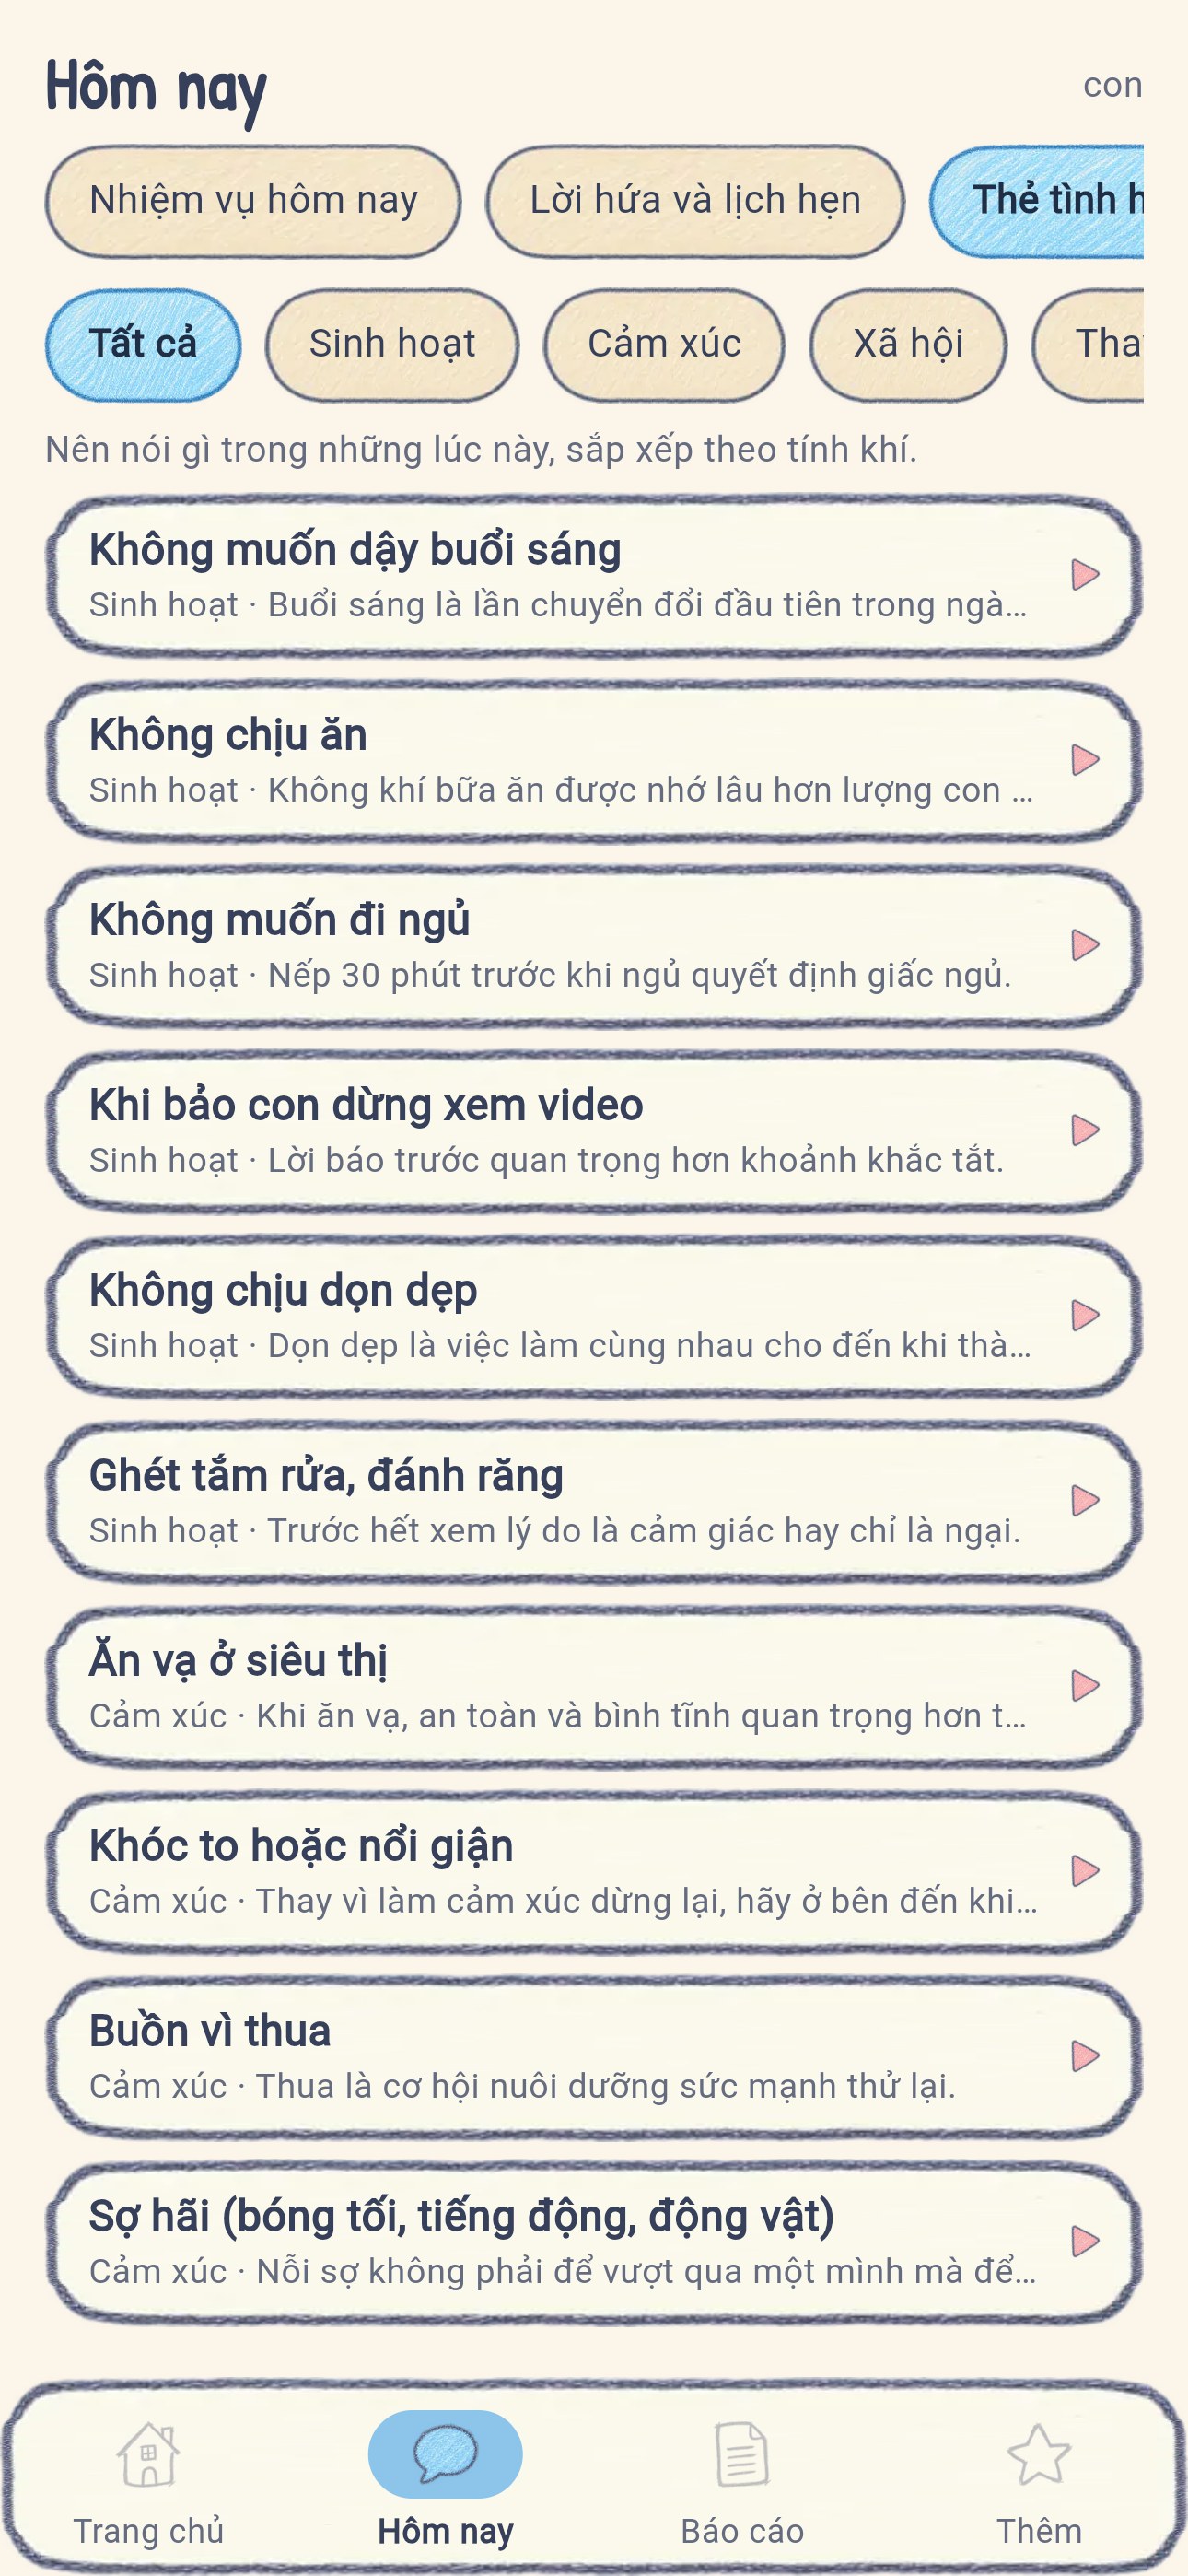 Hôm nay
con
Nhiệm vụ hôm nay
Lời hứa và lịch hẹn
Thẻ tình h
Tất cả
Sinh hoạt
Cảm xúc
Xã hội
Tha
Nên nói gì trong những lúc này, sắp xếp theo tính khí.
Không muốn dậy buổi sáng
Sinh hoạt · Buổi sáng là lần chuyển đổi đầu tiên trong ngà...
Không chịu ăn
Sinh hoạt · Không khí bữa ăn được nhớ lâu hơn lượng con ...
Không muốn đi ngủ
Sinh hoạt · Nếp 30 phút trước khi ngủ quyết định giấc ngủ.
Khi bảo con dừng xem video
Sinh hoạt · Lời báo trước quan trọng hơn khoảnh khắc tắt.
Không chịu dọn dẹp
Sinh hoạt · Dọn dẹp là việc làm cùng nhau cho đến khi thà...
Ghét tắm rửa, đánh răng
Sinh hoạt · Trước hết xem lý do là cảm giác hay chỉ là ngại.
Ăn vạ ở siêu thị
Cảm xúc · Khi ăn vạ, an toàn và bình tĩnh quan trọng hơn t...
Khóc to hoặc nổi giận
Cảm xúc · Thay vì làm cảm xúc dừng lại, hãy ở bên đến khi...
Buồn vì thua
Cảm xúc · Thua là cơ hội nuôi dưỡng sức mạnh thử lại.
Sợ hãi (bóng tối, tiếng động, động vật)
Cảm xúc · Nỗi sợ không phải để vượt qua một mình mà để...
Trang chủ
Hôm nay
Báo cáo
Thêm